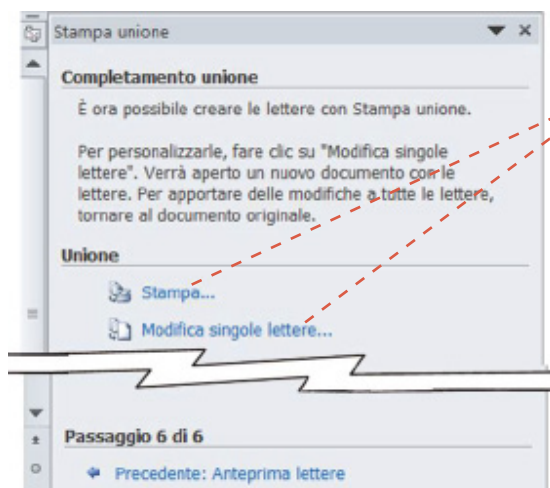 Stampa unione
Completamento unione
È ora possibile creare le lettere con Stampa unione.
Per personalizzarle, fare clic su "Modifica singole
lettere". Verrà aperto un nuovo documento con le
lettere. Per apportare delle modifiche a tutte le lettere,
tornare al documento originale.
Unione
Stampa...
Modifica singole lettere...
Passaggio 6 di 6
Precedente: Anteprima lettere